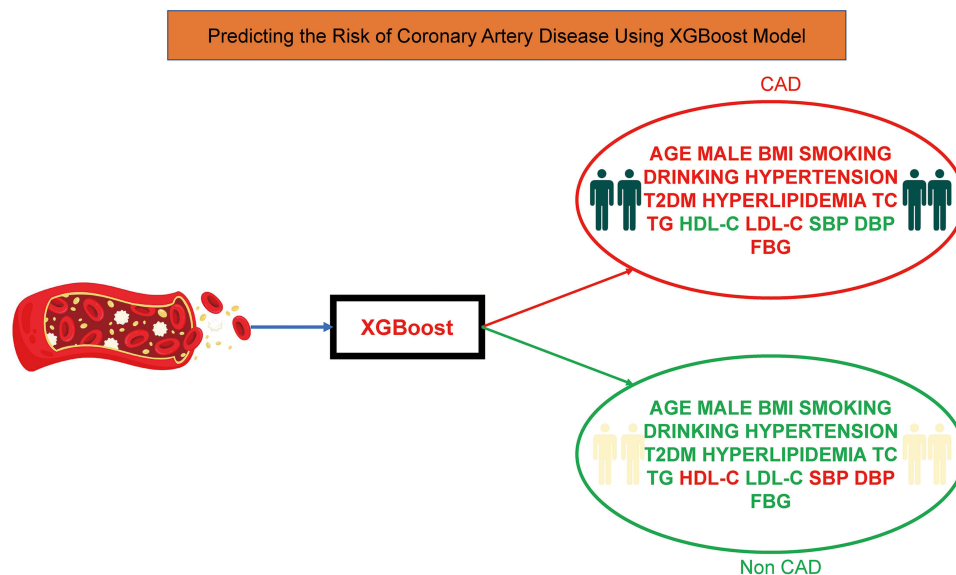 Predicting the Risk of Coronary Artery Disease Using XGBoost Model
CAD
AGE MALE BMI SMOKING
DRINKING HYPERTENSION
T2DM HYPERLIPIDEMIA TC
TG HDL-C LDL-C SBP DBP
FBG
XGBoost
AGE MALE BMI SMOKING
DRINKING HYPERTENSION
T2DM HYPERLIPIDEMIA TC
TG HDL-C LDL-C SBP DBP
FBG
Non CAD